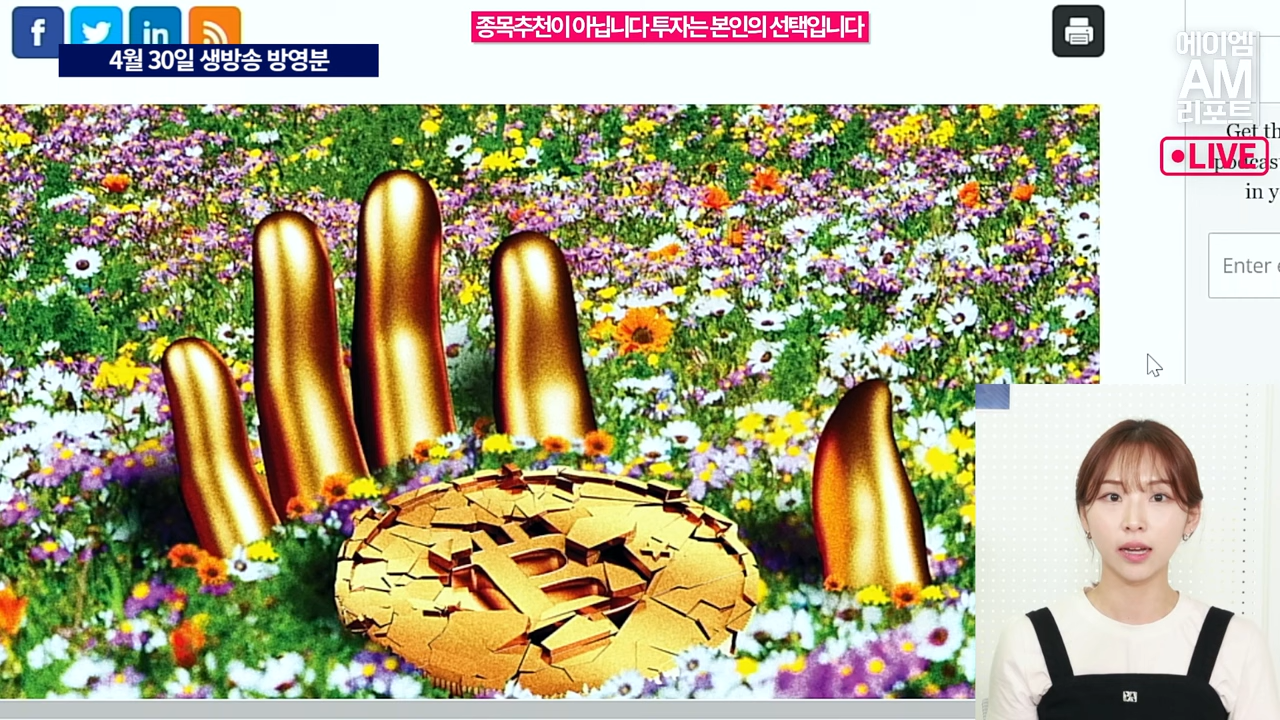 종목추천이 아닙니다 투자는 본인의 선택입니다
4월 30일 생방송 방영분
에이엠
AM
리포트
LIVE
Get th
podcas
in y
Enter e